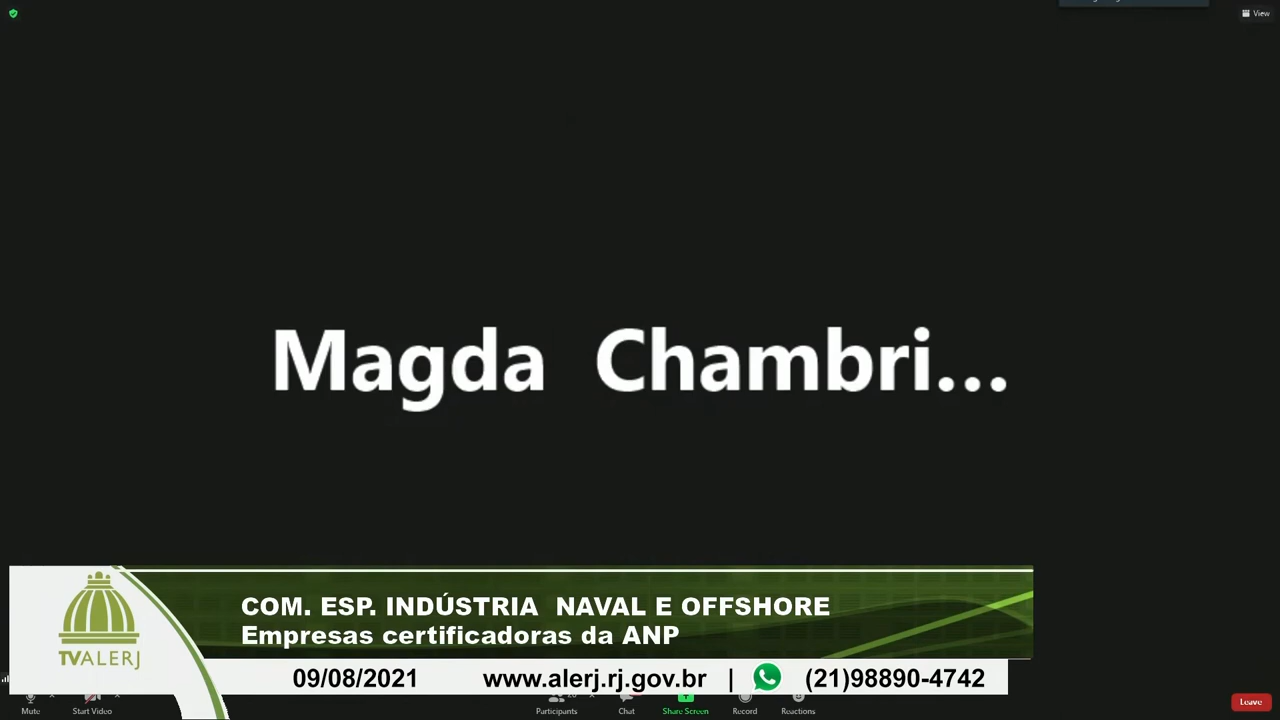 View
Magda Chambri...
COM. ESP. INDÚSTRIA NAVAL E OFFSHORE
Empresas certificadoras da ANP
TVALERJ
09/08/2021 www.alerj.rj.gov.br | (21)98890-4742
Mute Start Video Participants Chat Share Screen Record Reactions Leave